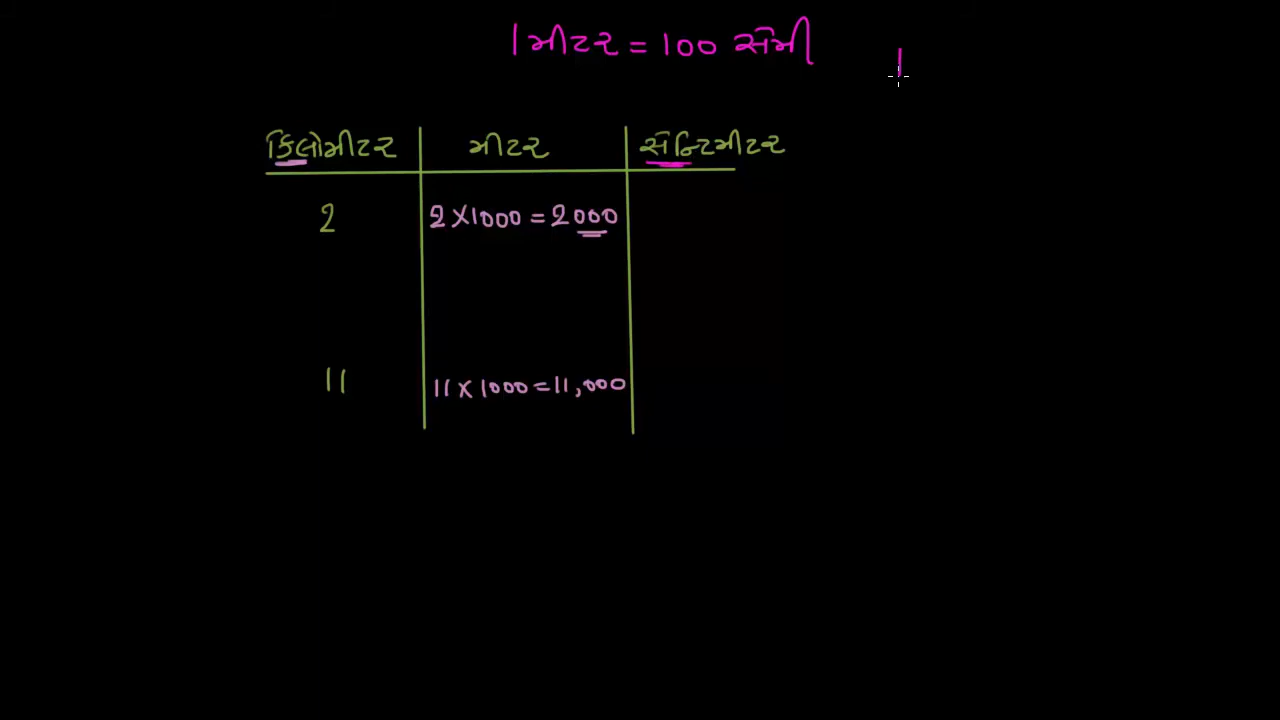 1 મીટર = 100 સેમી
કિલોમીટર મીટર સેન્ટિમીટર
2 2 × 1000 = 2000
11 11 × 1000 = 11,000